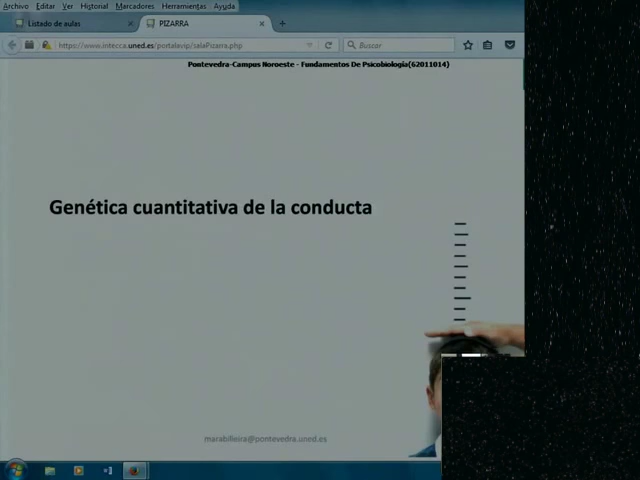 Archivo Editar Ver Historial Marcadores Herramientas Ayuda
Listado de aulas
PIZARRA
https://www.intecca.uned.es/portalavip/salaPizarra.php
Buscar
Pontevedra-Campus Noroeste - Fundamentos De Psicobiología(62011014)
Genética cuantitativa de la conducta
marabilleira@pontevedra.uned.es